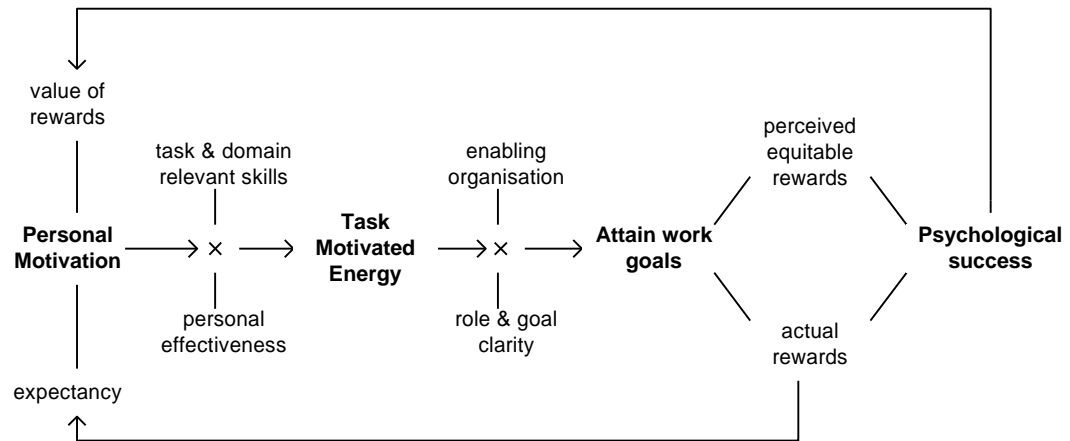 value of
rewards
task & domain
relevant skills
enabling
organisation
perceived
equitable
rewards
Personal
Motivation
×
Task
Motivated
Energy
×
Attain work
goals
Psychological
success
personal
effectiveness
role & goal
clarity
actual
rewards
expectancy